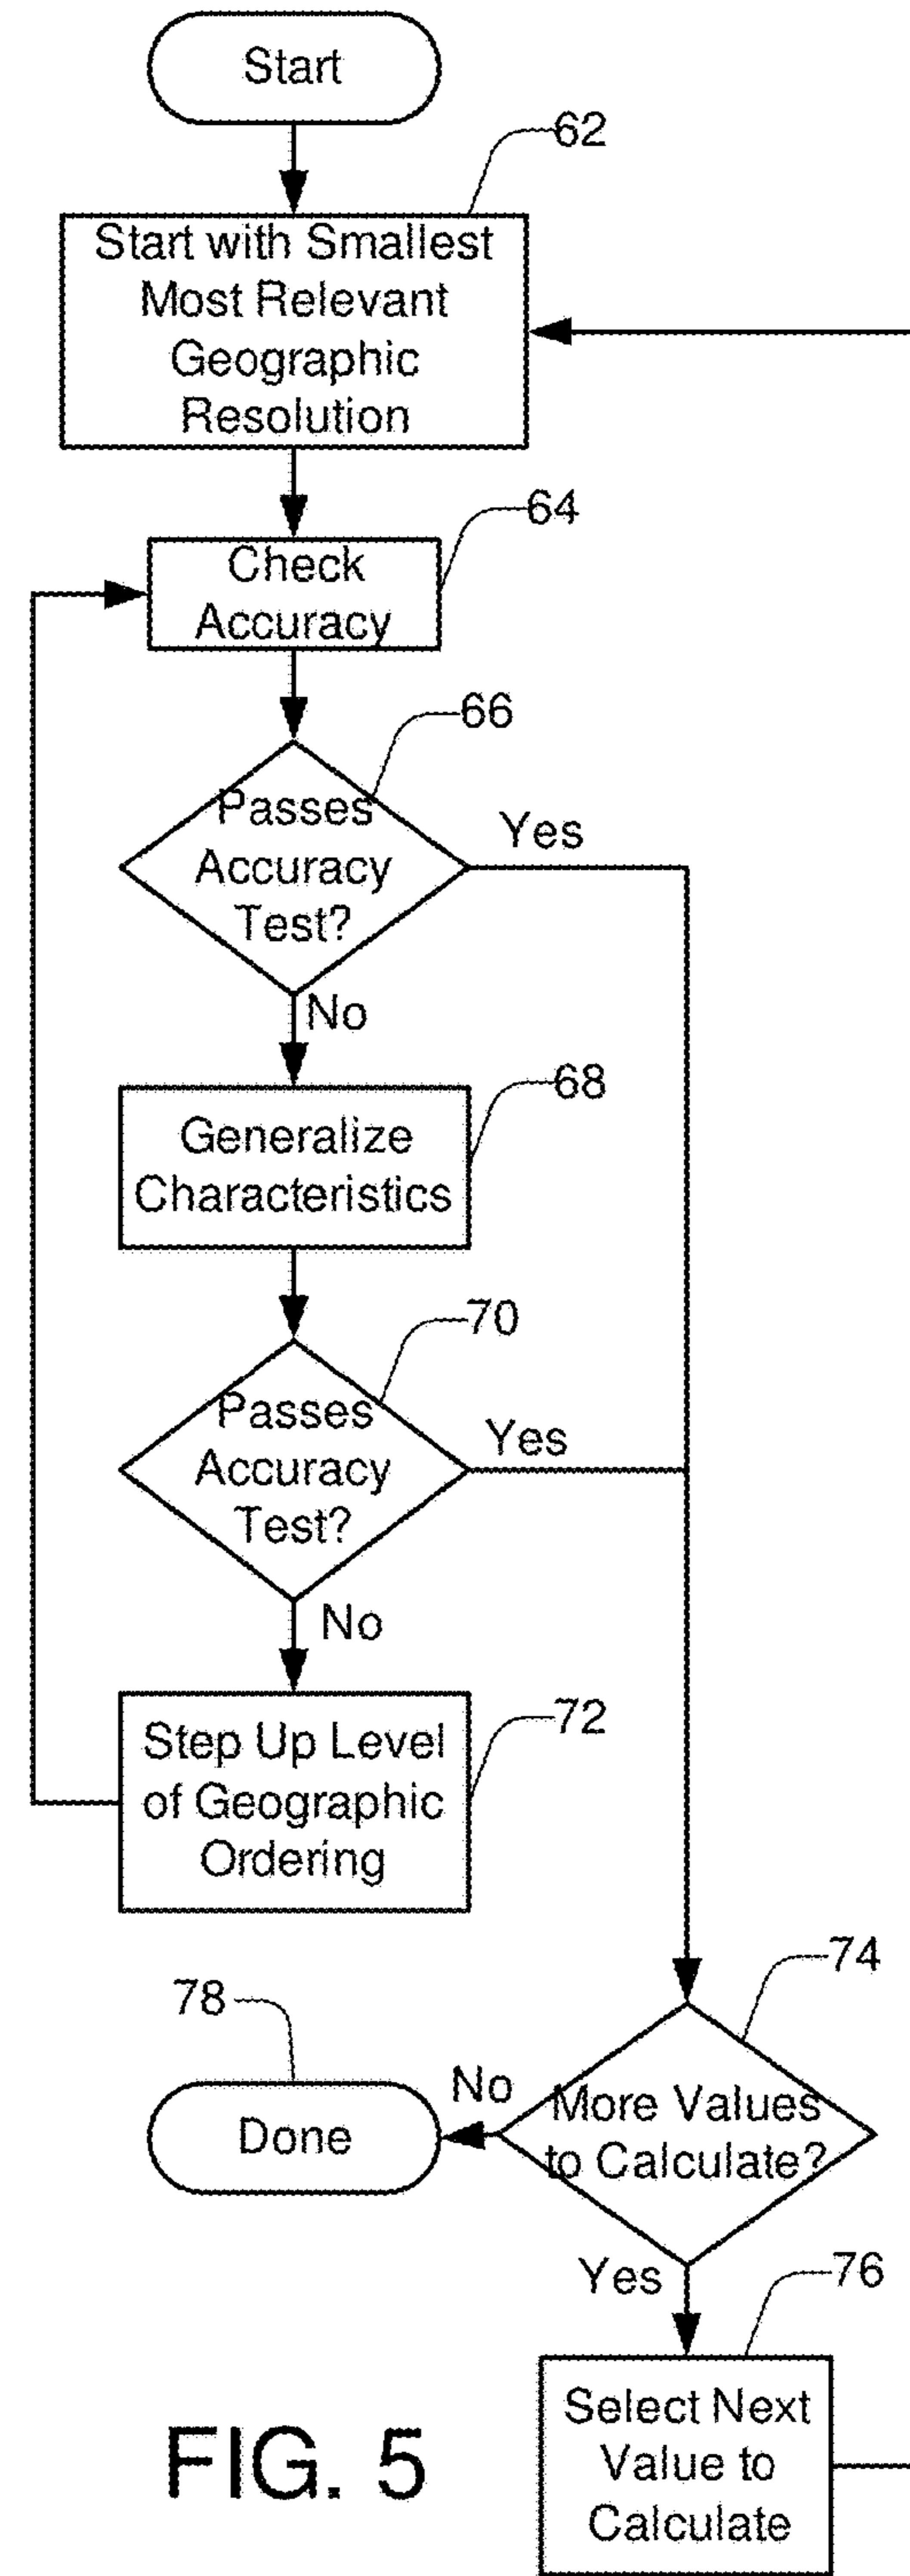 Start
62
Start with Smallest
Most Relevant
Geographic
Resolution
64
Check
Accuracy
66
Passes
Accuracy
Test?
Yes
No
68
Generalize
Characteristics
70
Passes
Accuracy
Test?
Yes
No
72
Step Up Level
of Geographic
Ordering
74
78
No
More Values
to Calculate?
Done
Yes
76
Select Next
Value to
Calculate
FIG. 5